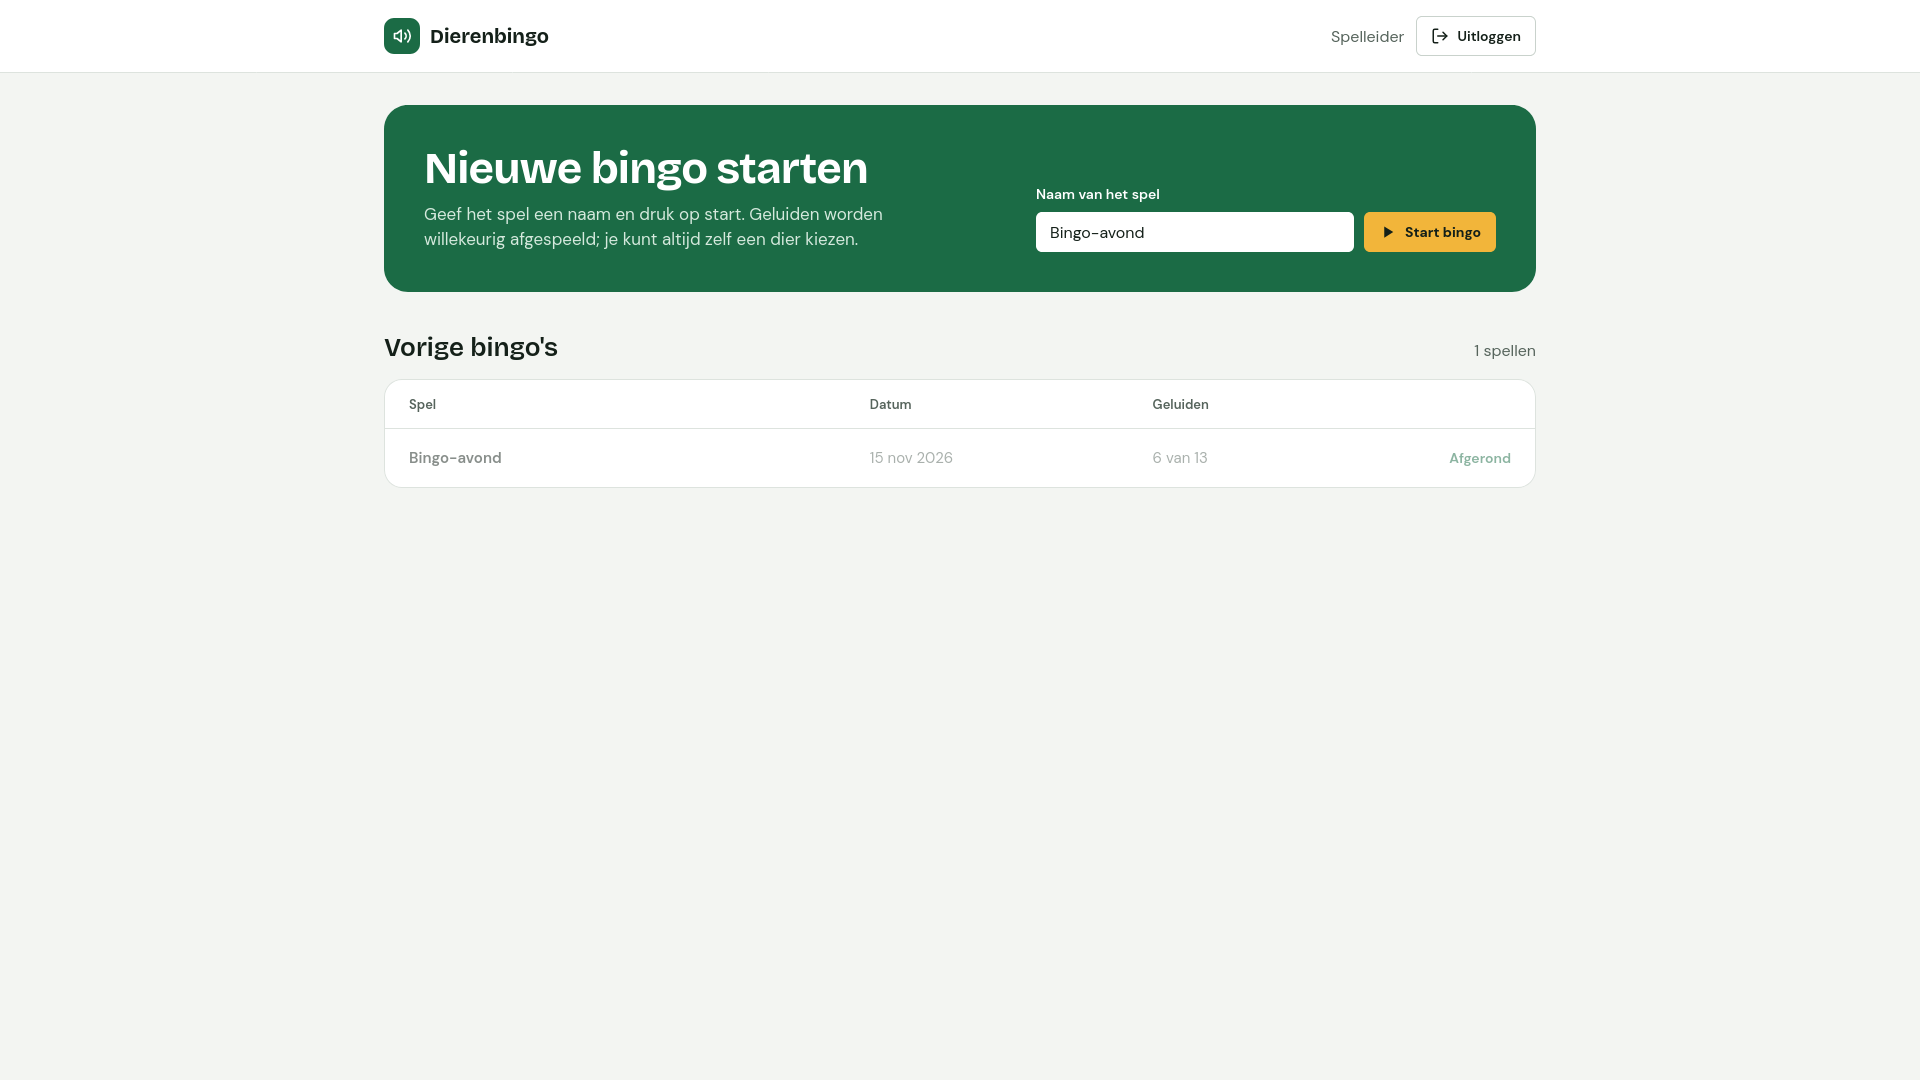 Dierenbingo
Spelleider
Uitloggen
Nieuwe bingo starten
Geef het spel een naam en druk op start. Geluiden worden
willekeurig afgespeeld; je kunt altijd zelf een dier kiezen.
Naam van het spel
Bingo-avond
Start bingo
Vorige bingo's
1 spellen
Spel Datum Geluiden
Bingo-avond 15 nov 2026 6 van 13 Afgerond